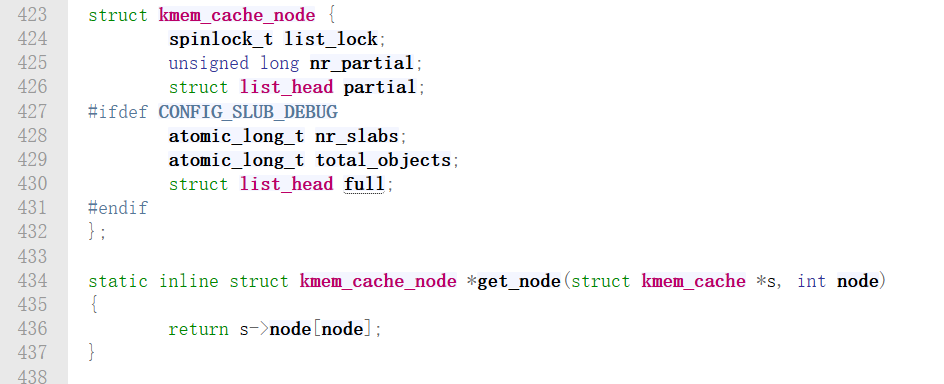 423 struct kmem_cache_node {
424         spinlock_t list_lock;
425         unsigned long nr_partial;
426         struct list_head partial;
427 #ifdef CONFIG_SLUB_DEBUG
428         atomic_long_t nr_slabs;
429         atomic_long_t total_objects;
430         struct list_head full;
431 #endif
432 };
433
434 static inline struct kmem_cache_node *get_node(struct kmem_cache *s, int node)
435 {
436         return s->node[node];
437 }
438